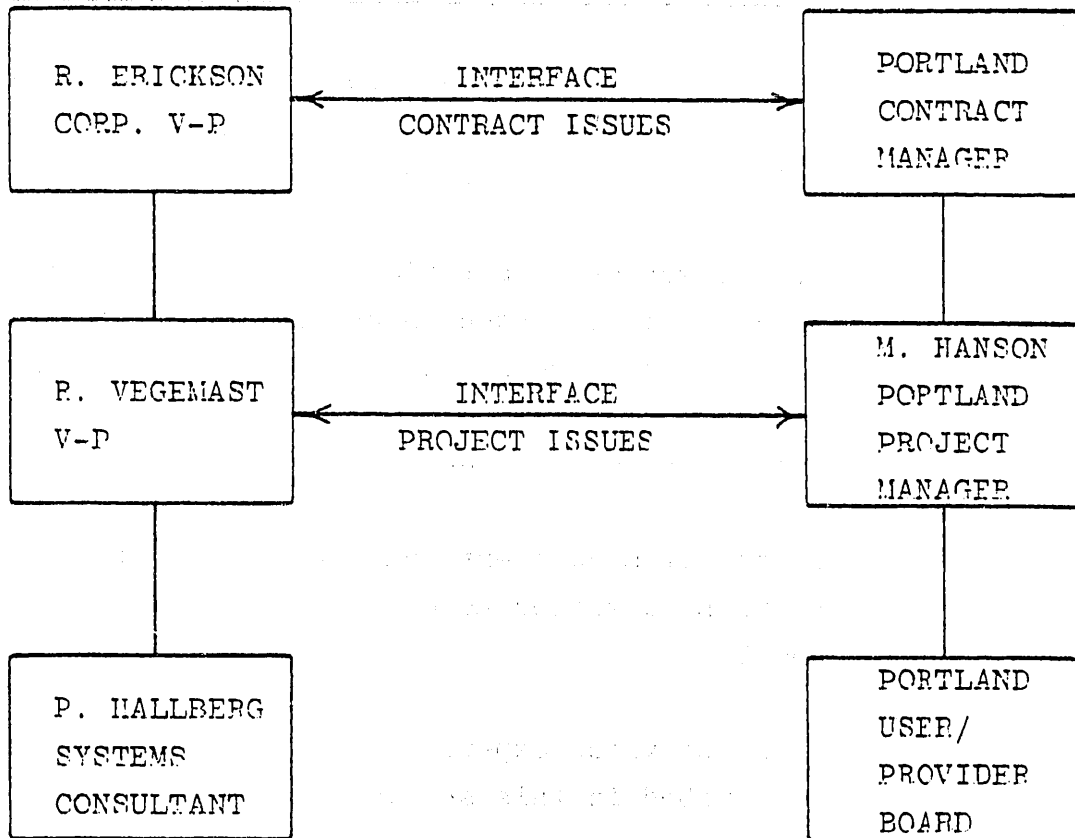 R. ERICKSON
CORP. V-P
INTERFACE
CONTRACT ISSUES
PORTLAND
CONTRACT
MANAGER
R. VEGEMAST
V-P
INTERFACE
PROJECT ISSUES
M. HANSON
PORTLAND
PROJECT
MANAGER
P. HALLBERG
SYSTEMS
CONSULTANT
PORTLAND
USER/
PROVIDER
BOARD